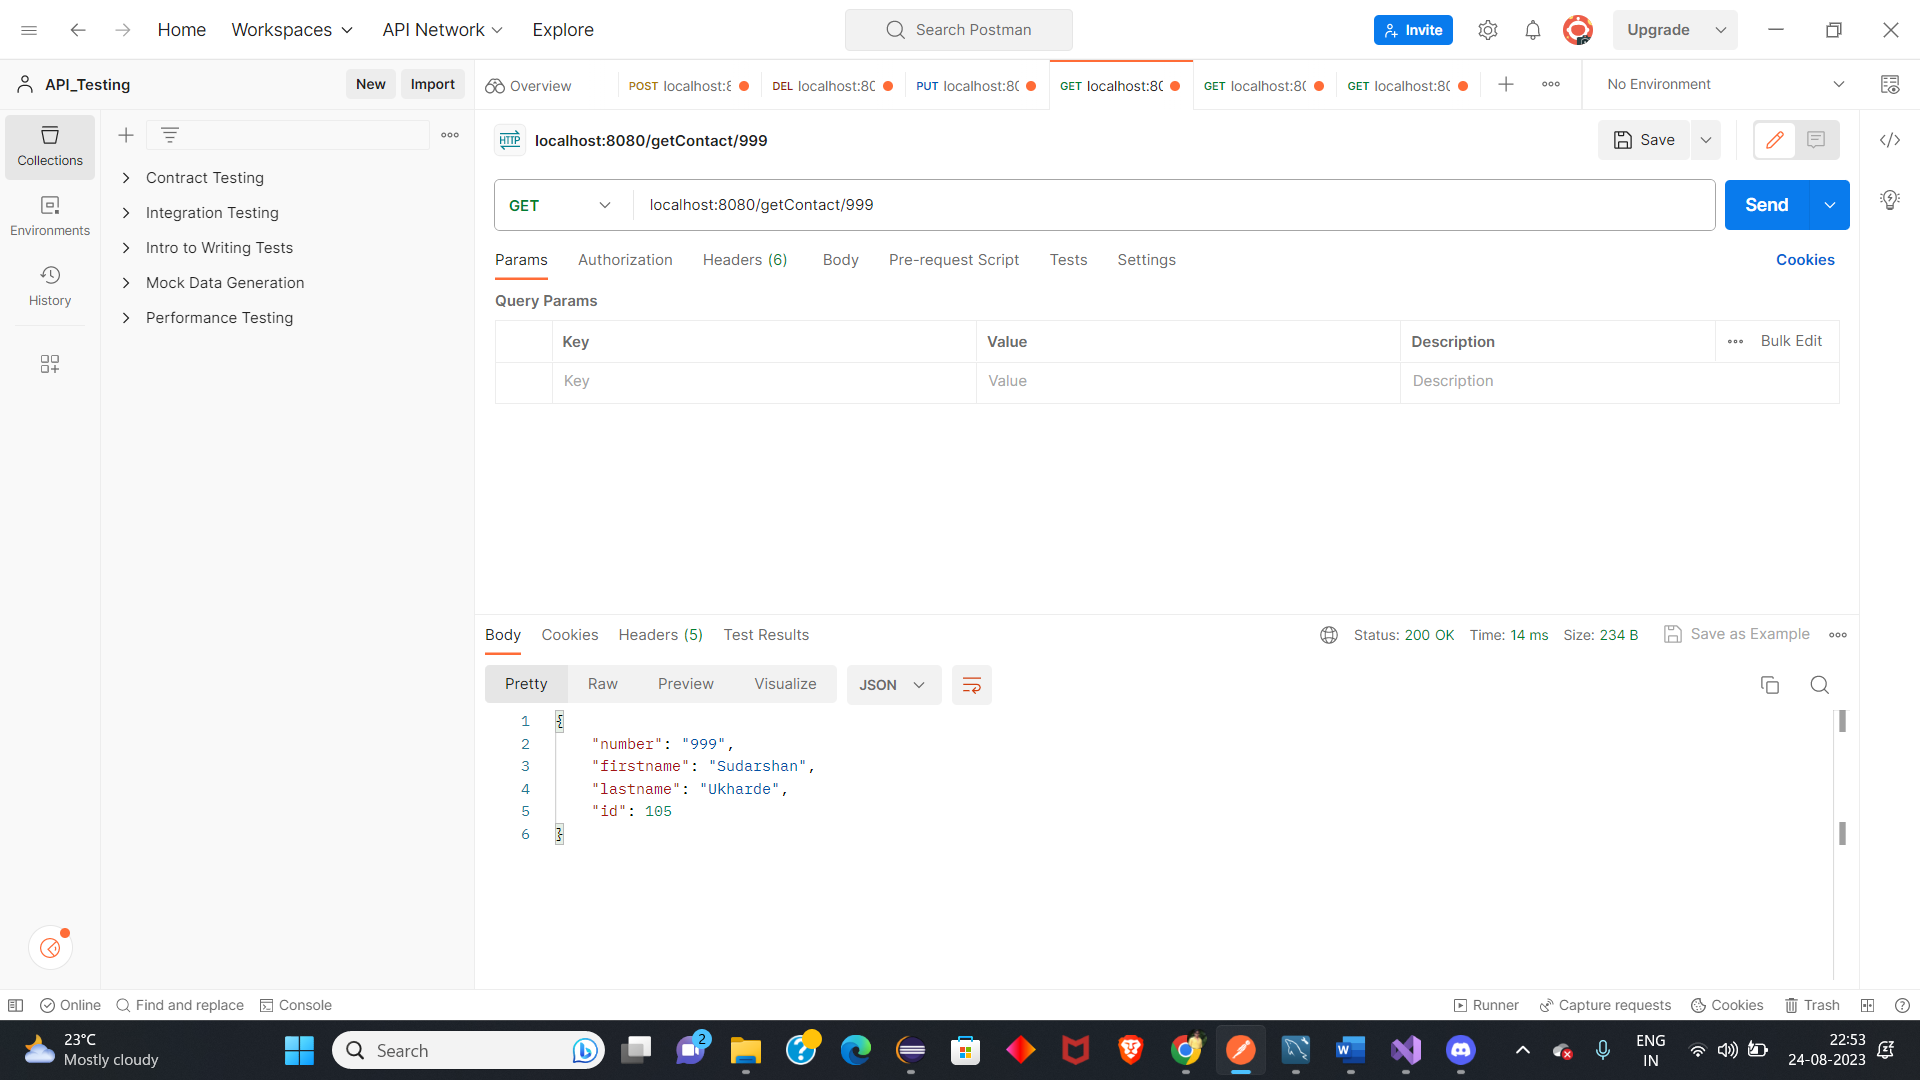 Home Workspaces API Network Explore Search Postman Invite Upgrade
API_Testing New Import Overview POST localhost:8 DEL localhost:80 PUT localhost:80 GET localhost:80 GET localhost:80 GET localhost:80 No Environment
Collections
Environments
History
Contract Testing
Integration Testing
Intro to Writing Tests
Mock Data Generation
Performance Testing
HTTP localhost:8080/getContact/999 Save
GET localhost:8080/getContact/999 Send
Params Authorization Headers (6) Body Pre-request Script Tests Settings Cookies
Query Params
Key Value Description Bulk Edit
Key Value Description
Body Cookies Headers (5) Test Results Status: 200 OK Time: 14 ms Size: 234 B Save as Example
Pretty Raw Preview Visualize JSON
1 {
2 "number": "999",
3 "firstname": "Sudarshan",
4 "lastname": "Ukharde",
5 "id": 105
6 }
Online Find and replace Console Runner Capture requests Cookies Trash
23°C
Mostly cloudy
Search
2
ENG
IN
22:53
24-08-2023